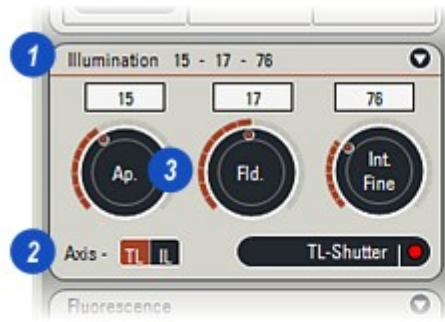 1 Illumination 15 - 17 - 76
15 17 76
Ap. 3 Fld. Int.
Fine
2 Axis - TL IL TL-Shutter
Fluorescence